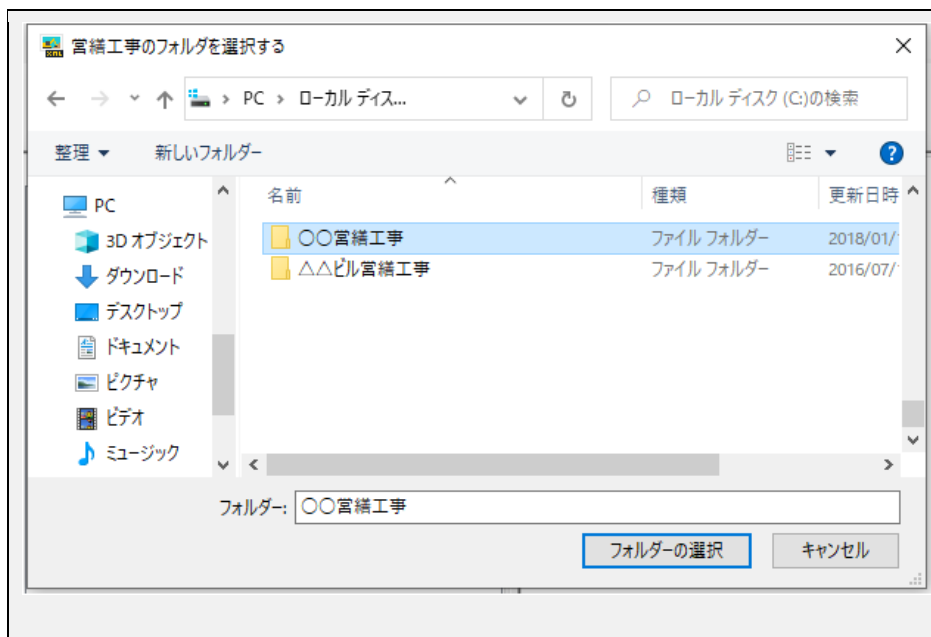 営繕工事のフォルダを選択する
PC › ローカル ディス...
ローカル ディスク (C:)の検索
整理
新しいフォルダー
PC
3D オブジェクト
ダウンロード
デスクトップ
ドキュメント
ピクチャ
ビデオ
ミュージック
名前 種類 更新日時
〇〇営繕工事 ファイル フォルダー 2018/01/
△△ビル営繕工事 ファイル フォルダー 2016/07/
フォルダー: 〇〇営繕工事
フォルダーの選択 キャンセル